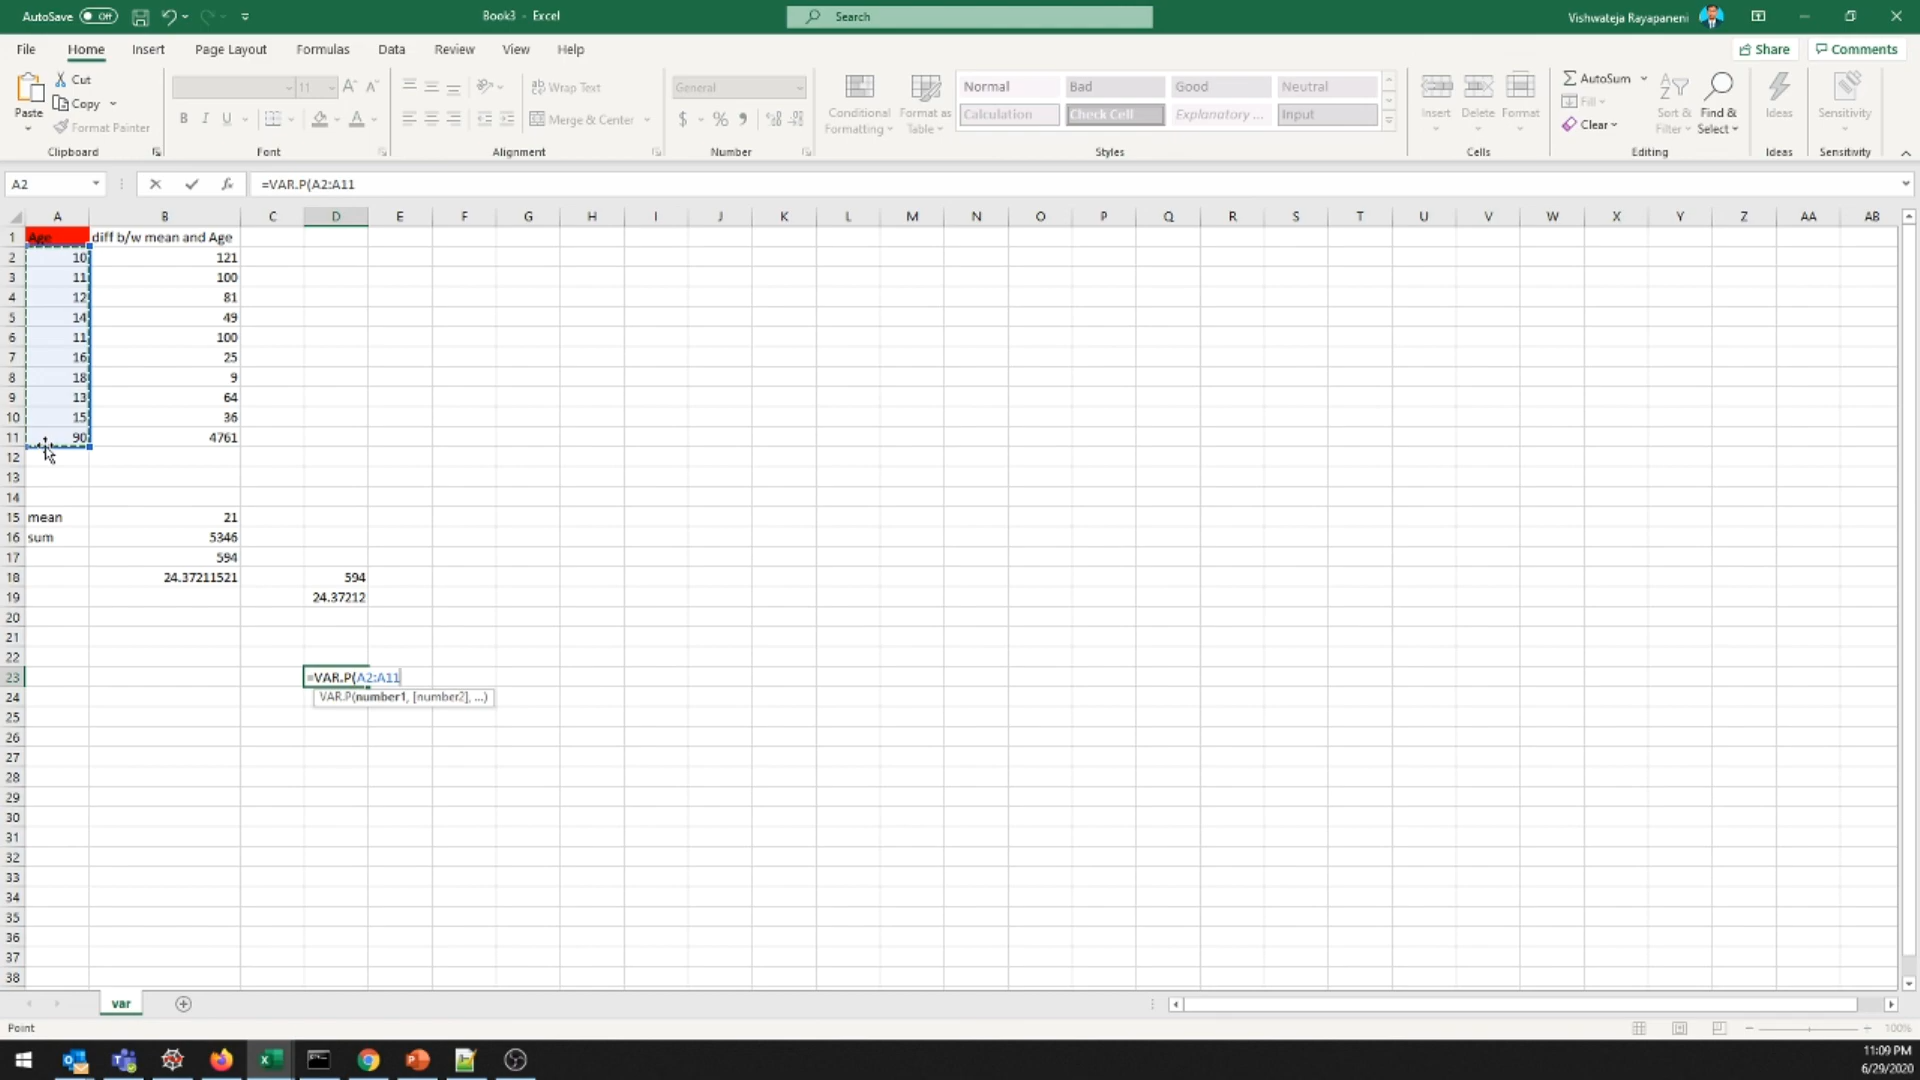 AutoSave Off Book3 - Excel Search Vishwateja Rayapaneni
File Home Insert Page Layout Formulas Data Review View Help Share Comments
Paste
Cut
Copy
Format Painter
Clipboard
11
Font
Wrap Text
Merge & Center
Alignment
General
Number
Conditional Formatting
Format as Table
Normal Bad Good Neutral
Calculation Check Cell Explanatory ... Input
Styles
Insert Delete Format
Cells
AutoSum
Fill
Clear
Sort & Filter
Find & Select
Editing
Ideas
Ideas
Sensitivity
Sensitivity
A2 fx =VAR.P(A2:A11
A B C D E F G H I J K L M N O P Q R S T U V W X Y Z AA AB
1 Age diff b/w mean and Age
2 10 121
3 11 100
4 12 81
5 14 49
6 11 100
7 16 25
8 18 9
9 13 64
10 15 36
11 90 4761
12
13
14
15 mean 21
16 sum 5346
17 594
18 24.37211521 594
19 24.37212
20
21
22
23 =VAR.P(A2:A11
24 VAR.P(number1, [number2], ...)
25
26
27
28
29
30
31
32
33
34
35
36
37
38
var
Point 100%
11:09 PM
6/29/2020